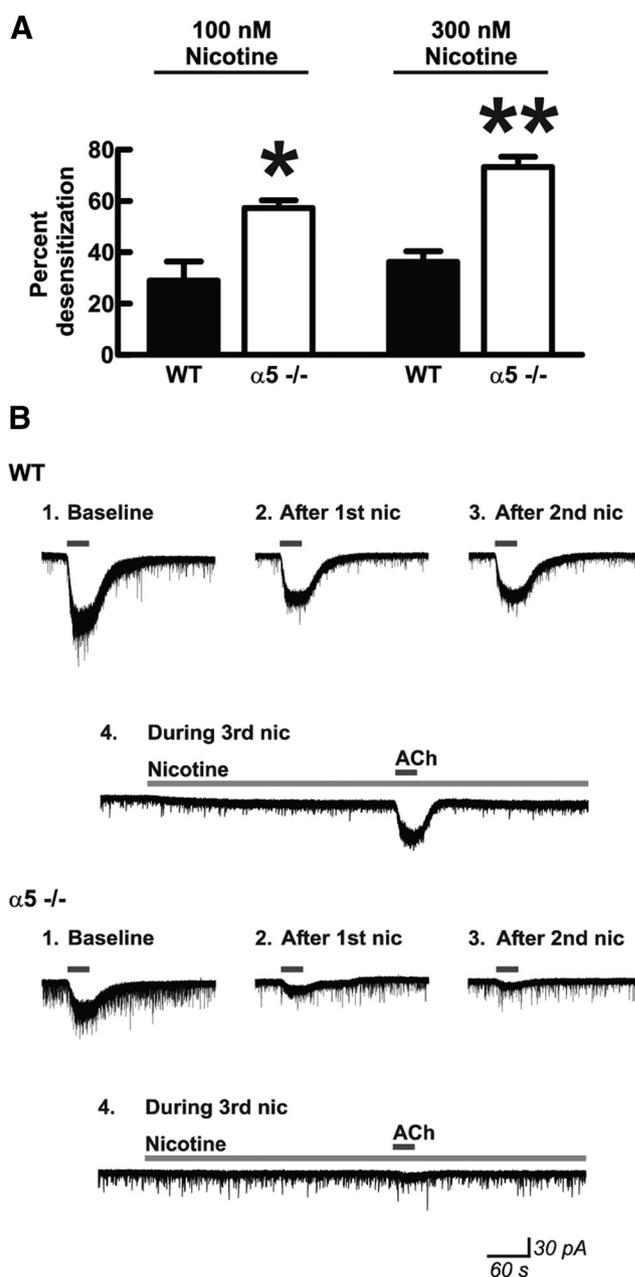 A
100 nM
Nicotine
300 nM
Nicotine
*
**
Percent
desensitization
80
60
40
20
0
WT
α5 -/-
WT
α5 -/-
B
WT
1. Baseline
2. After 1st nic
3. After 2nd nic
4. During 3rd nic
ACh
Nicotine
α5 -/-
1. Baseline
2. After 1st nic
3. After 2nd nic
4. During 3rd nic
ACh
Nicotine
30 pA
60 s